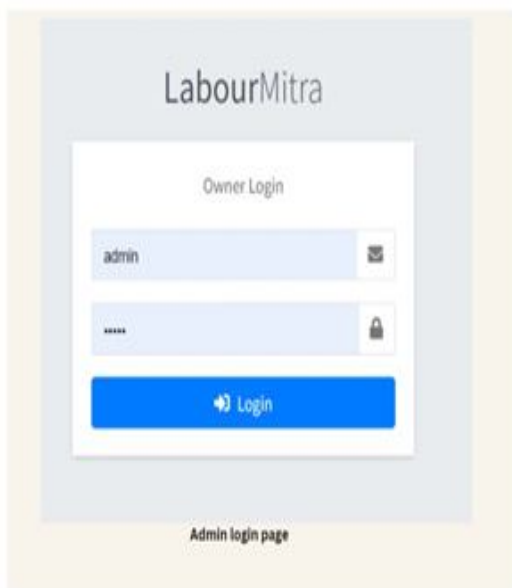 LabourMitra
Owner Login
admin
•••••
Login
Admin login page